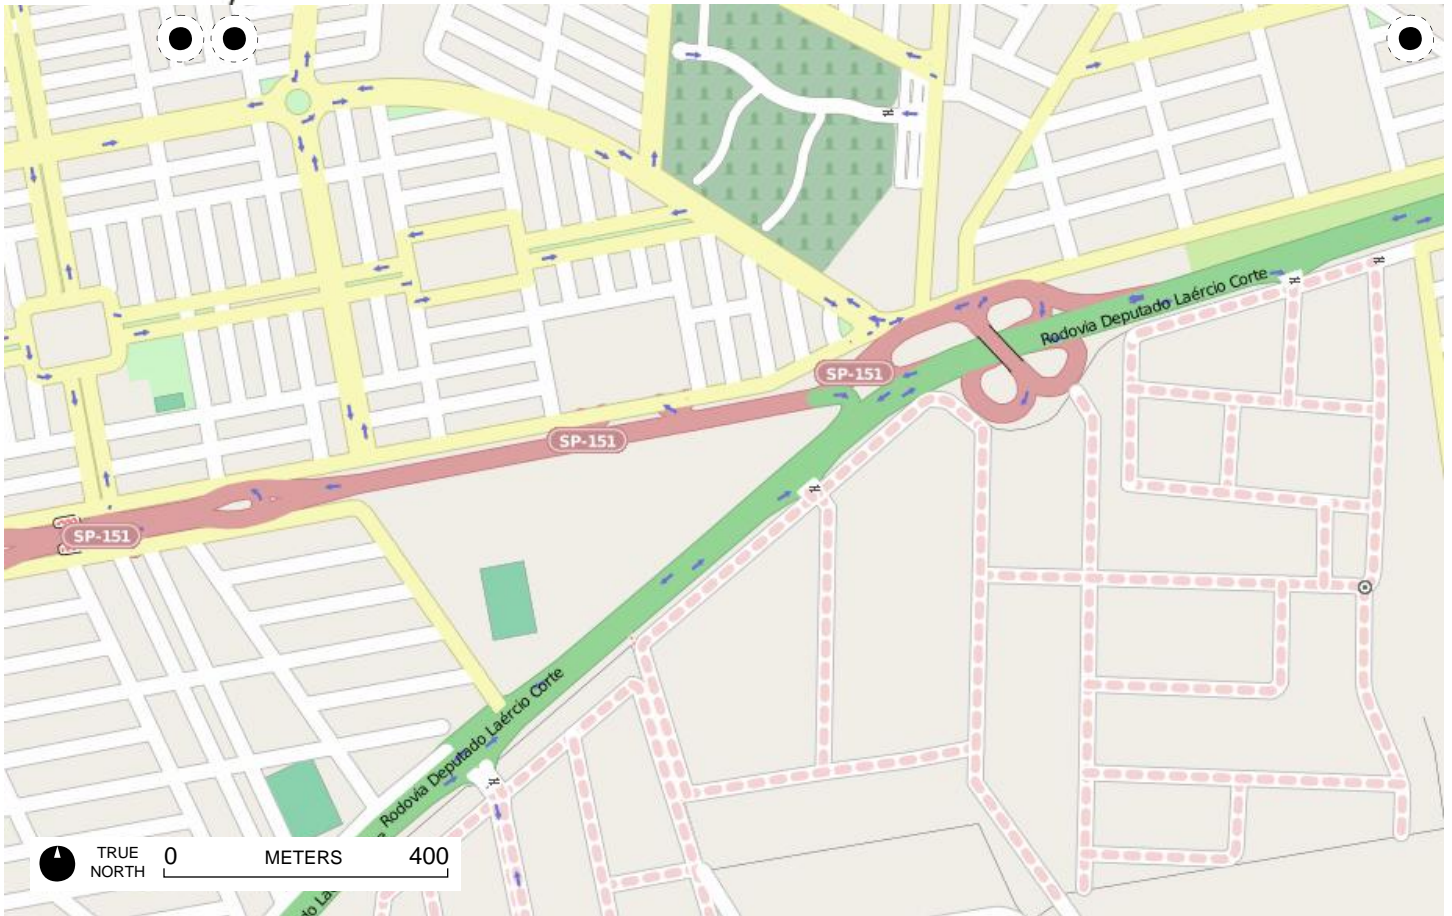 Rodovia Deputado Laércio Corte
SP-151
SP-151
SP-151
Rodovia Deputado Laércio Corte
TRUE
NORTH
0 METERS 400